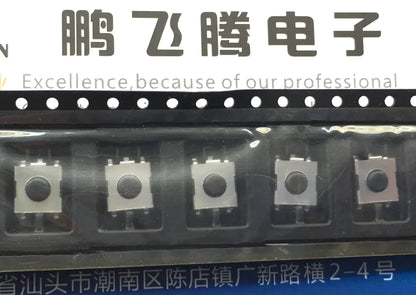 鹏飞腾电子
Excellence,because of our professional
省汕头市潮南区陈店镇广新路横2-4号